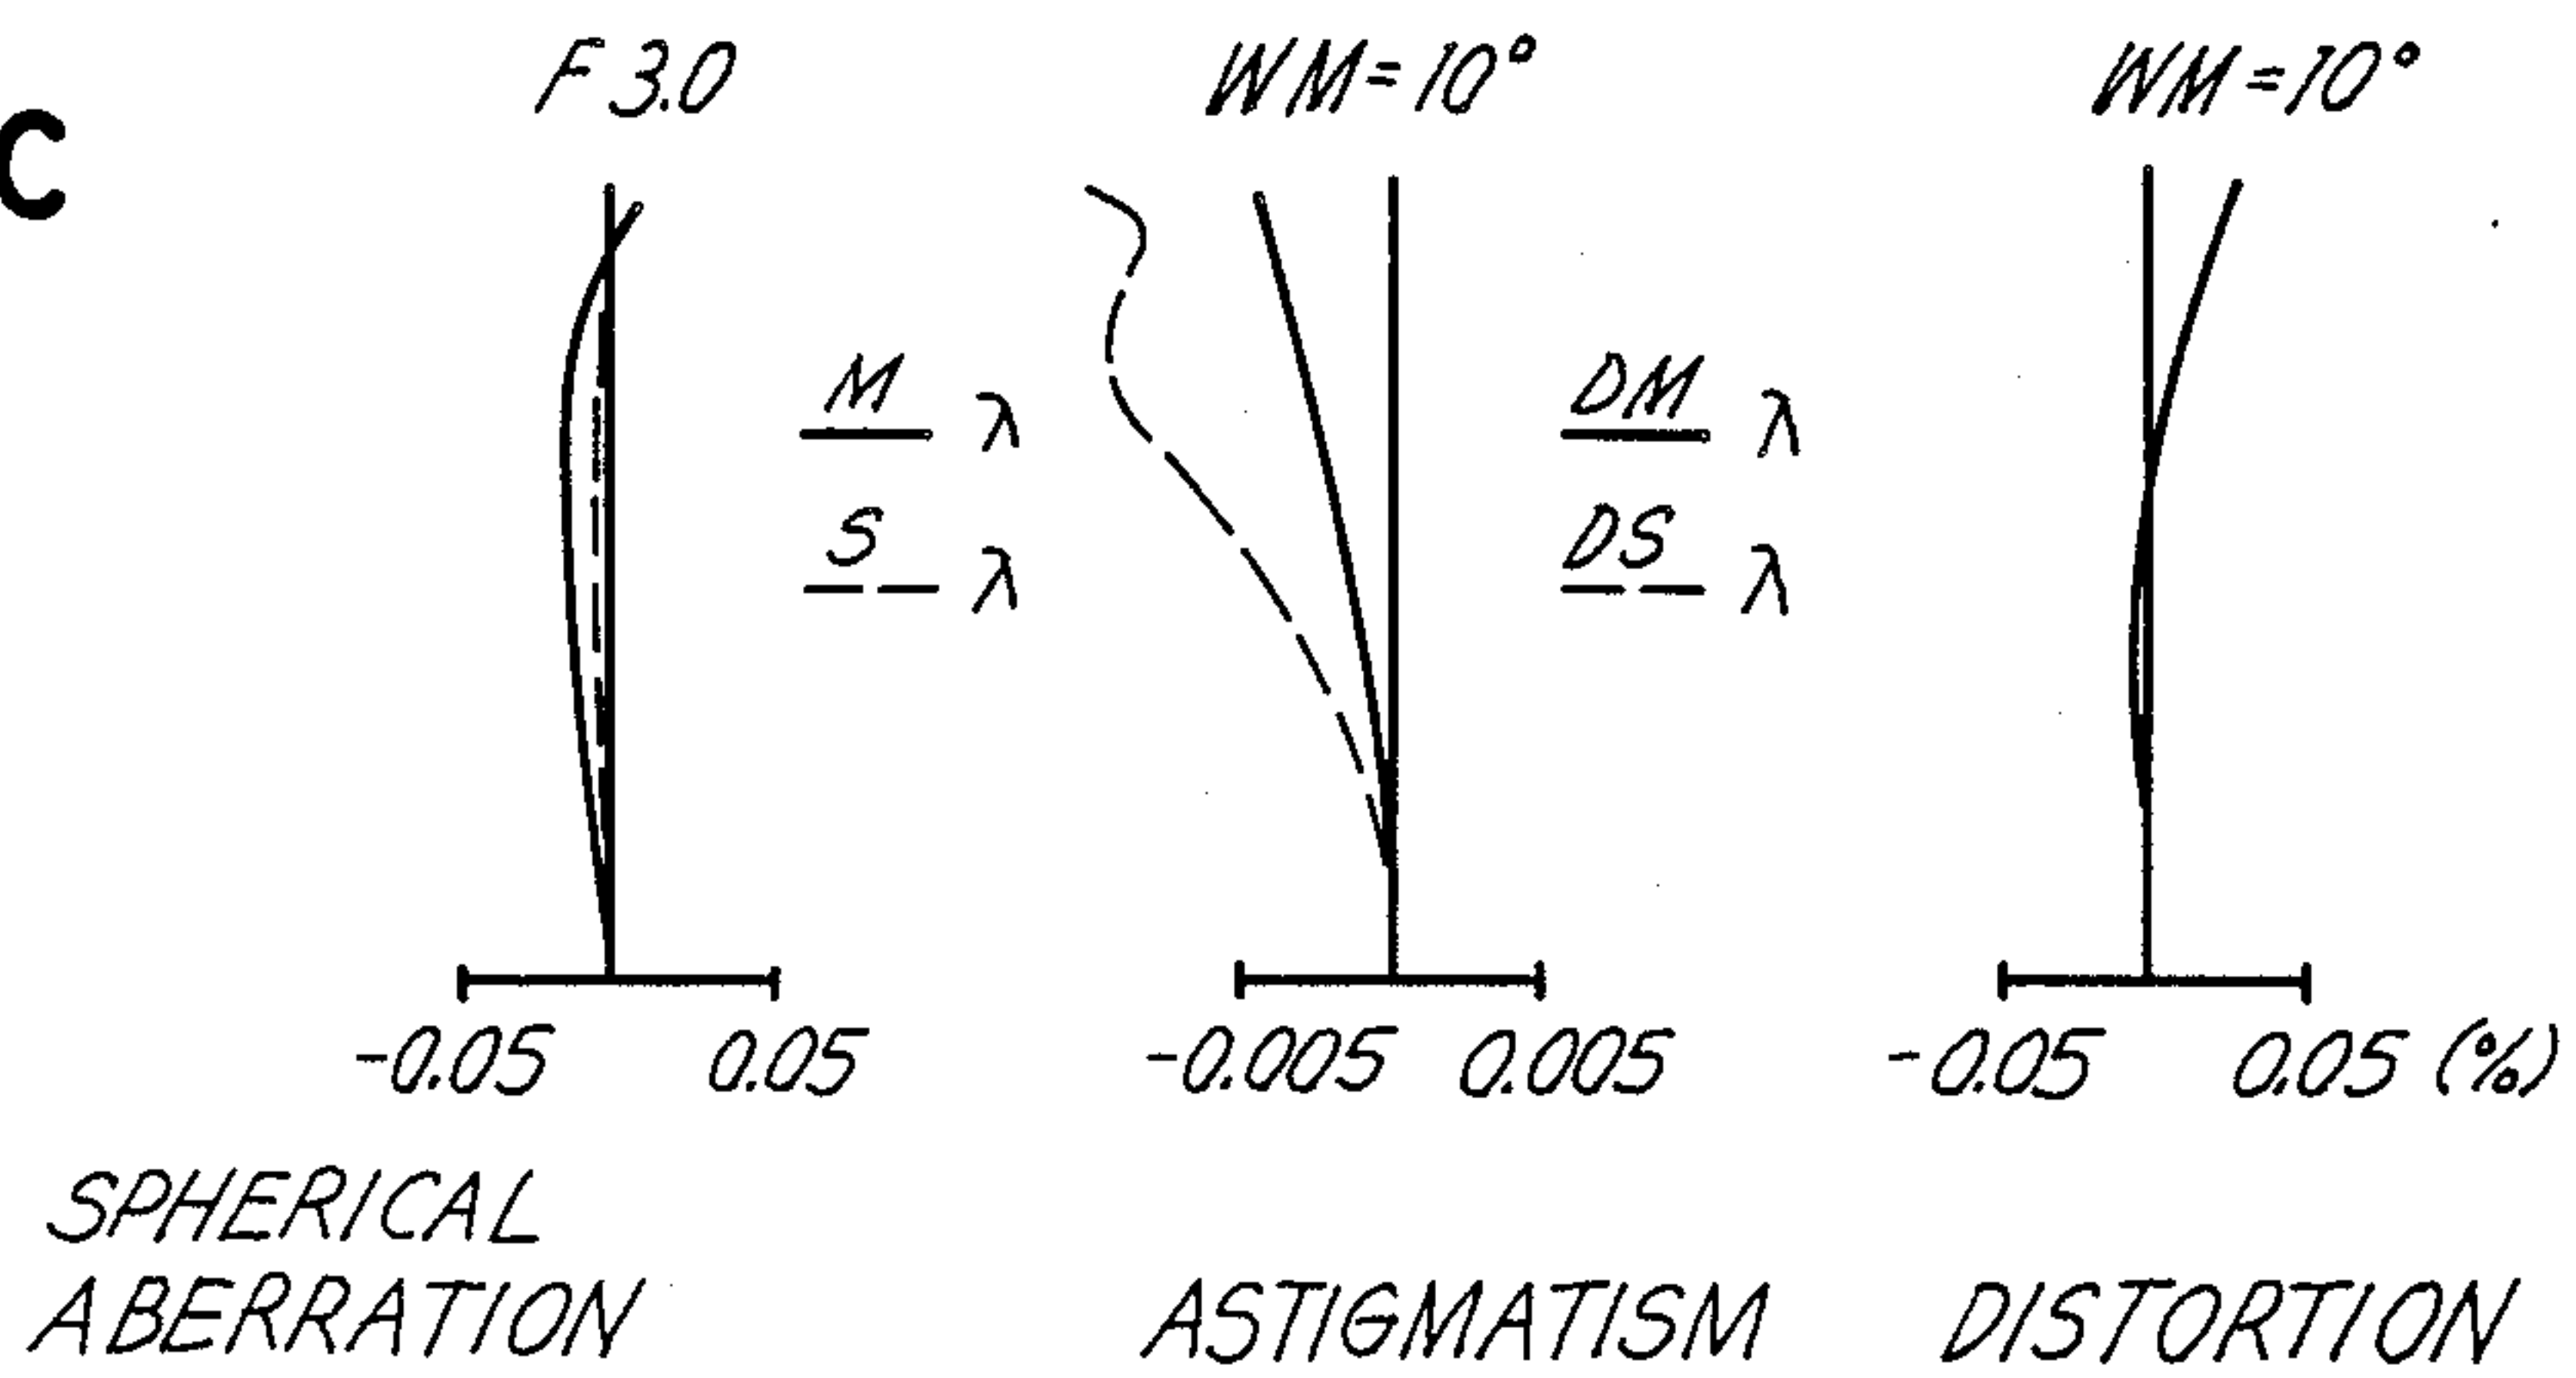 C
F 3.0
WM=10°
WM=10°
M λ
S λ
DM λ
DS λ
-0.05 0.05
-0.005 0.005
-0.05 0.05 (%)
SPHERICAL
ABERRATION
ASTIGMATISM
DISTORTION